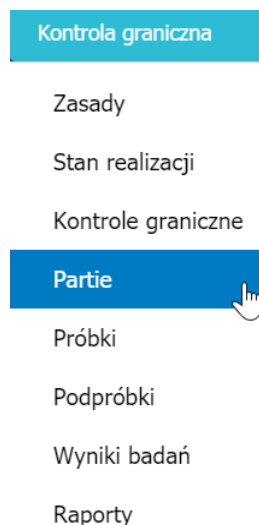 Kontrola graniczna
Zasady
Stan realizacji
Kontrole graniczne
Partie
Próbki
Podpróbki
Wyniki badań
Raporty